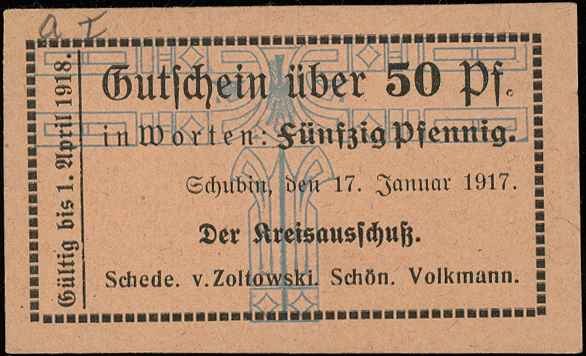 a I
Gültig bis 1. April 1918.
Gutschein über 50 Pf.
in Worten: Fünfzig Pfennig.
Schubin, den 17. Januar 1917.
Der Kreisausschuß.
Schede. v. Zoltowski. Schön. Volkmann.